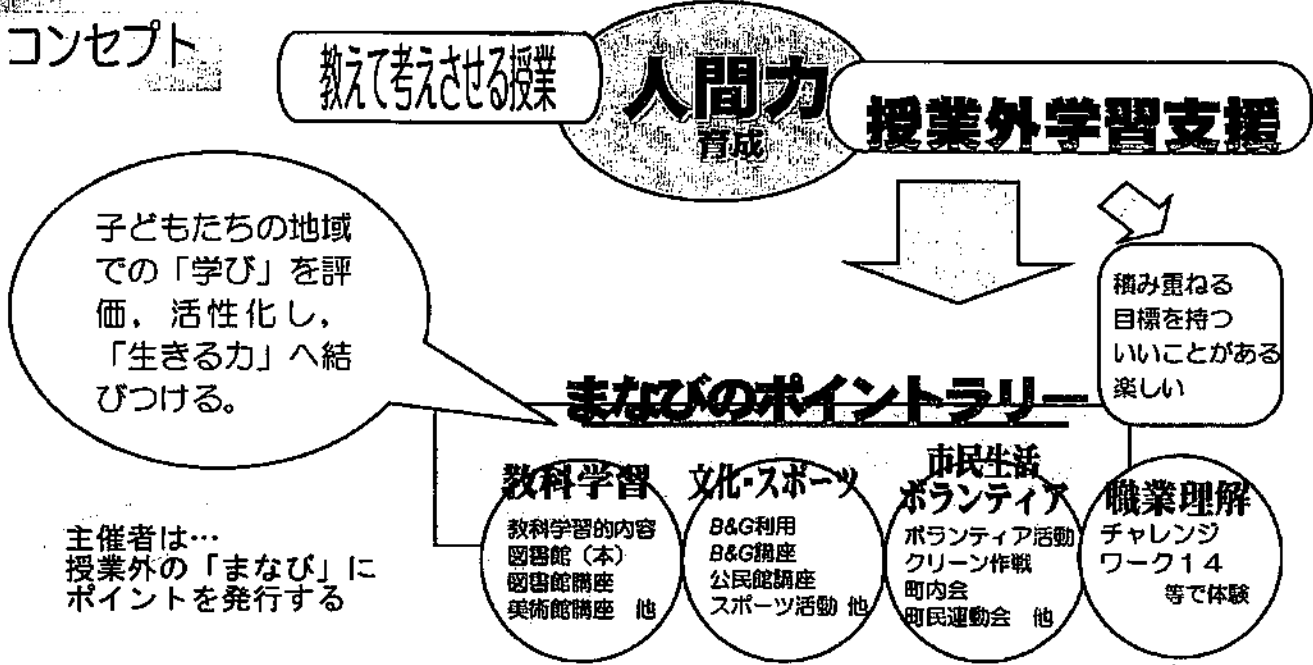 コンセプト
教えて考えさせる授業
人間力
育成
授業外学習支援
子どもたちの地域
での「学び」を評
価，活性化し，
「生きる力」へ結
びつける。
積み重ねる
目標を持つ
いいことがある
楽しい
まなびのポイントラリー
主催者は…
授業外の「まなび」に
ポイントを発行する
教科学習
教科学習的内容
図書館（本）
図書館講座
美術館講座　他
文化・スポーツ
B&G利用
B&G講座
公民館講座
スポーツ活動 他
市民生活
ボランティア
ボランティア活動
クリーン作戦
町内会
町民運動会　他
職業理解
チャレンジ
ワーク１４
等で体験